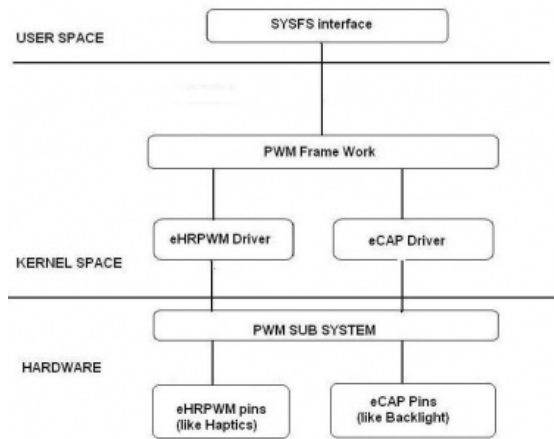 SYSFS interface
USER SPACE
PWM Frame Work
eHRPWM Driver
eCAP Driver
KERNEL SPACE
PWM SUB SYSTEM
HARDWARE
eHRPWM pins
(like Haptics)
eCAP Pins
(like Backlight)